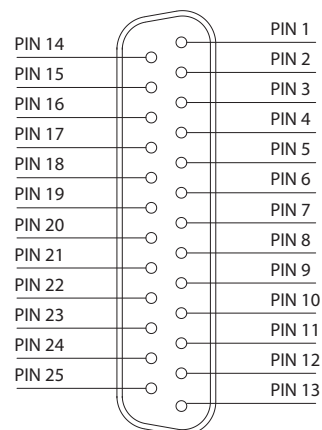 PIN 1
PIN 14
PIN 2
PIN 15
PIN 3
PIN 16
PIN 4
PIN 17
PIN 5
PIN 18
PIN 6
PIN 19
PIN 7
PIN 20
PIN 8
PIN 21
PIN 9
PIN 22
PIN 10
PIN 23
PIN 11
PIN 24
PIN 12
PIN 25
PIN 13